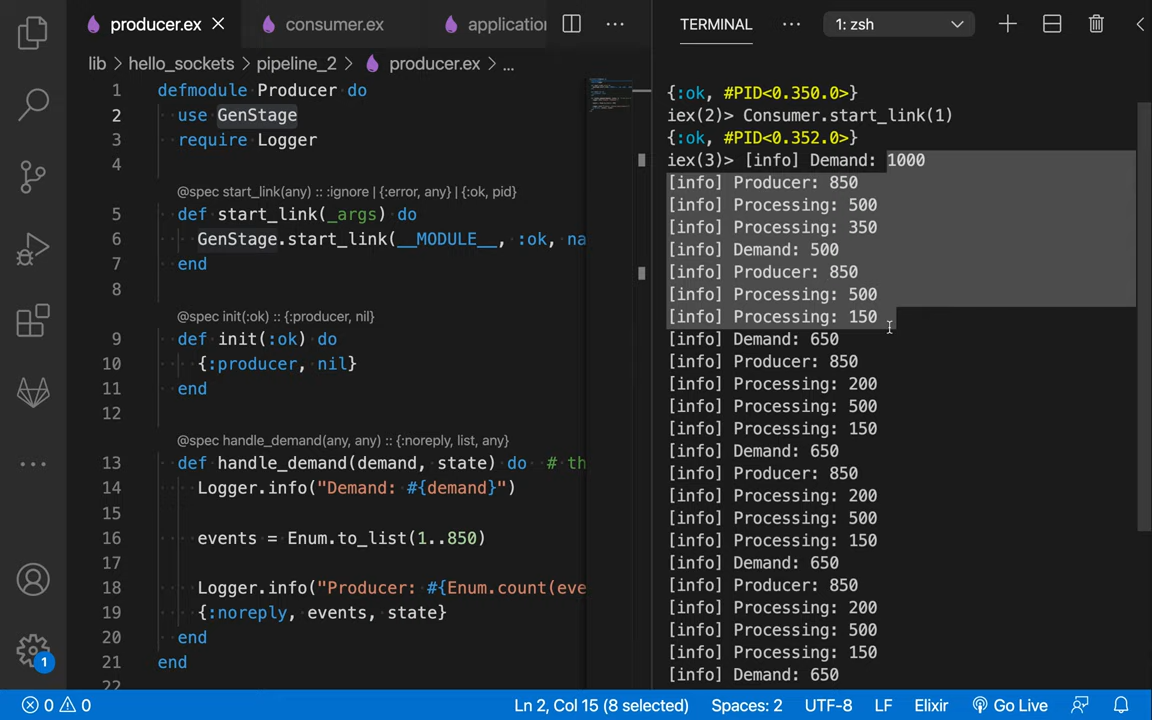 producer.ex
consumer.ex
application
lib > hello_sockets > pipeline_2 > producer.ex > ...
1 defmodule Producer do
2 use GenStage
3 require Logger
4
@spec start_link(any) :: :ignore | {:error, any} | {:ok, pid}
5 def start_link(_args) do
6 GenStage.start_link(__MODULE__, :ok, na
7 end
8
@spec init(:ok) :: {:producer, nil}
9 def init(:ok) do
10 {:producer, nil}
11 end
12
@spec handle_demand(any, any) :: {:noreply, list, any}
13 def handle_demand(demand, state) do # th
14 Logger.info("Demand: #{demand}")
15
16 events = Enum.to_list(1..850)
17
18 Logger.info("Producer: #{Enum.count(eve
19 {:noreply, events, state}
20 end
21 end
22
TERMINAL
1: zsh
{:ok, #PID<0.350.0>}
iex(2)> Consumer.start_link(1)
{:ok, #PID<0.352.0>}
iex(3)> [info] Demand: 1000
[info] Producer: 850
[info] Processing: 500
[info] Processing: 350
[info] Demand: 500
[info] Producer: 850
[info] Processing: 500
[info] Processing: 150
[info] Demand: 650
[info] Producer: 850
[info] Processing: 200
[info] Processing: 500
[info] Processing: 150
[info] Demand: 650
[info] Producer: 850
[info] Processing: 200
[info] Processing: 500
[info] Processing: 150
[info] Demand: 650
[info] Producer: 850
[info] Processing: 200
[info] Processing: 500
[info] Processing: 150
[info] Demand: 650
1
0 0
Ln 2, Col 15 (8 selected)
Spaces: 2
UTF-8
LF
Elixir
Go Live